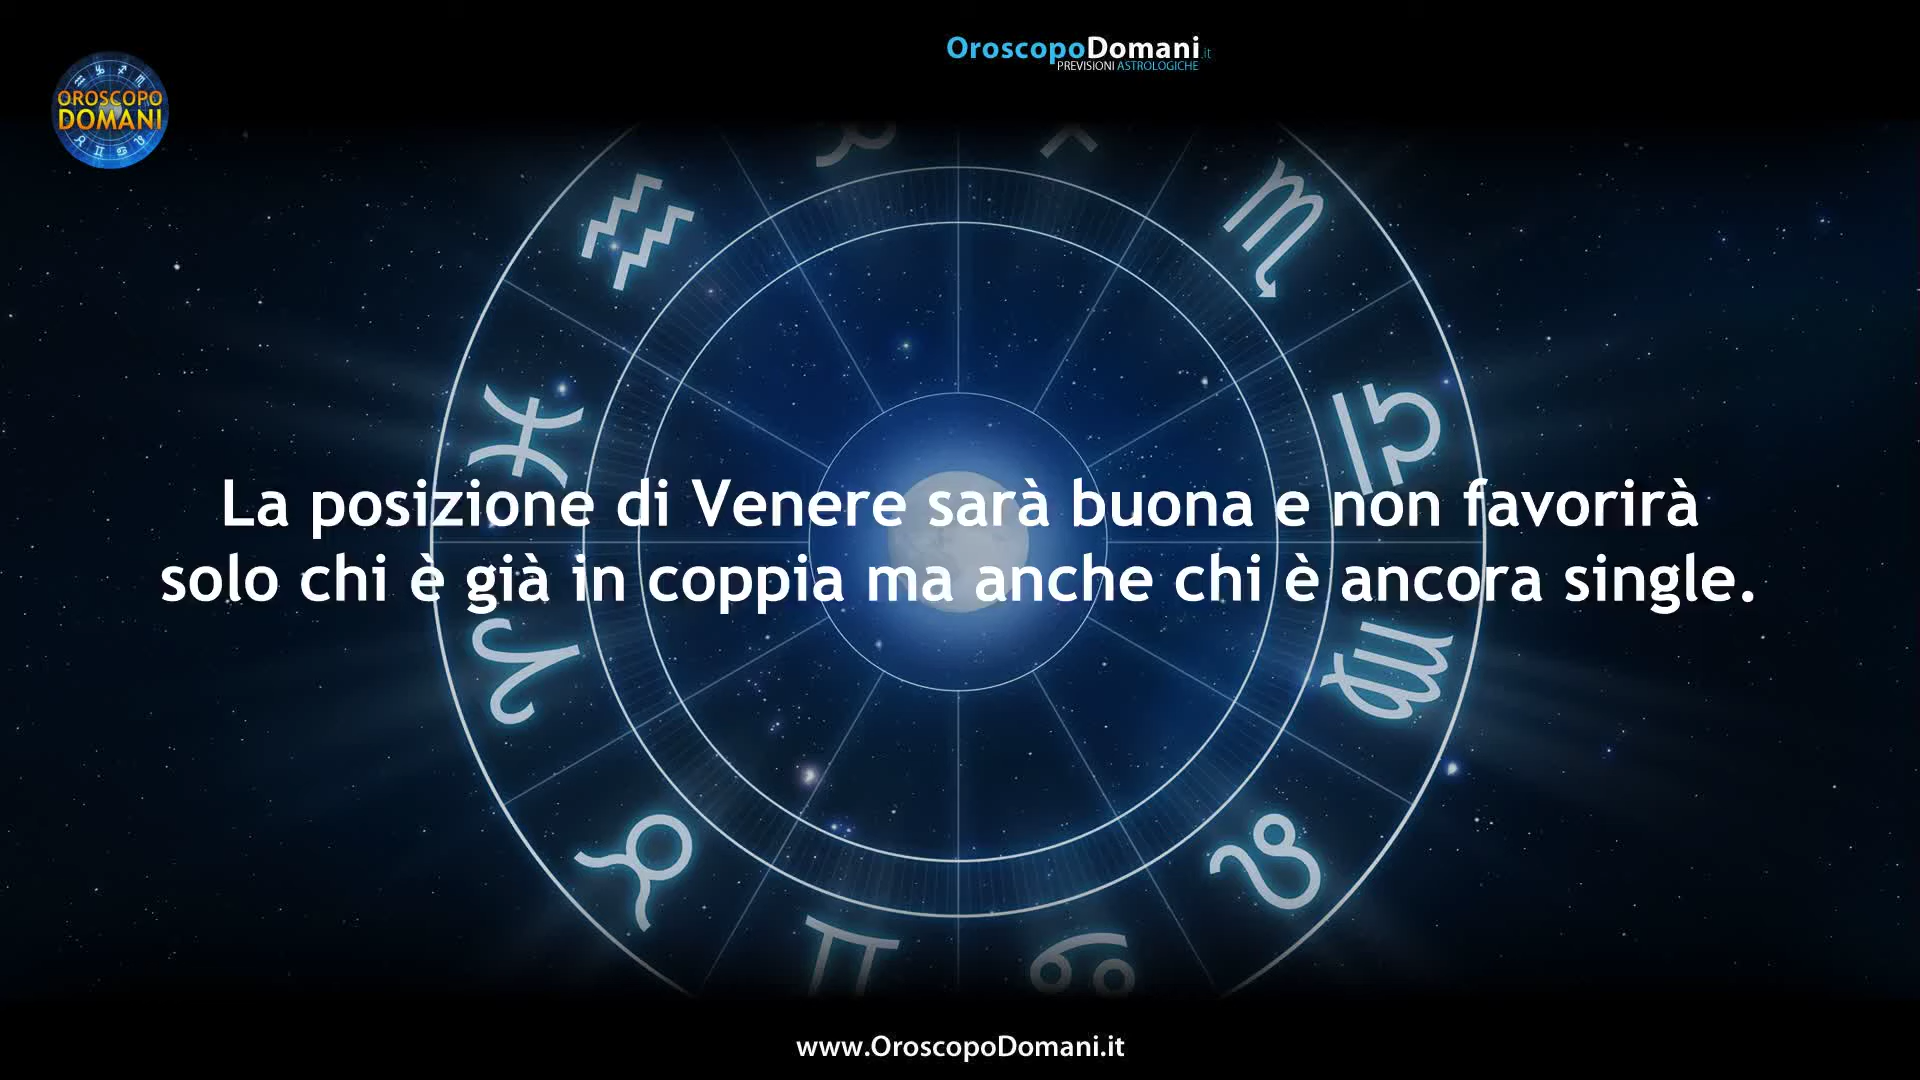 OroscopoDomani.it
PREVISIONI ASTROLOGICHE
OROSCOPO
DOMANI
La posizione di Venere sarà buona e non favorirà
solo chi è già in coppia ma anche chi è ancora single.
www.OroscopoDomani.it